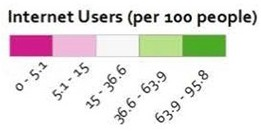 Internet Users (per 100 people)
0 - 5.1
5.1 - 15
15 - 36.6
36.6 - 63.9
63.9 - 95.8